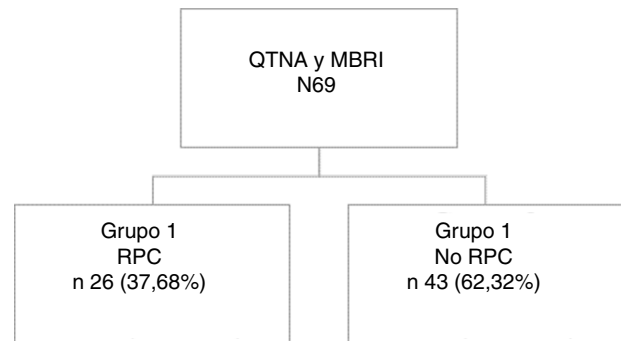 QTNA y MBRI
N69
Grupo 1
RPC
n 26 (37,68%)
Grupo 1
No RPC
n 43 (62,32%)